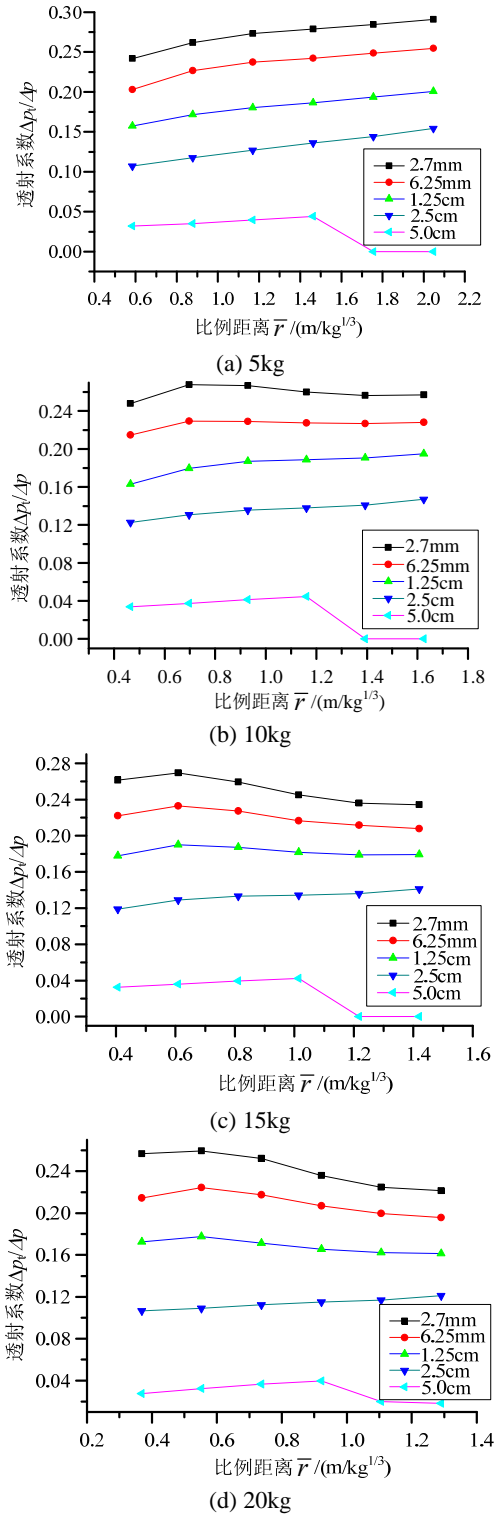 0.30
0.25
0.20
0.15
0.10
0.05
0.00
透射系数Δpt/Δp
2.7mm
6.25mm
1.25cm
2.5cm
5.0cm
0.4 0.6 0.8 1.0 1.2 1.4 1.6 1.8 2.0 2.2
比例距离 r̅ /(m/kg1/3)
(a) 5kg
0.24
0.20
0.16
0.12
0.08
0.04
0.00
透射系数Δpt/Δp
2.7mm
6.25mm
1.25cm
2.5cm
5.0cm
0.4 0.6 0.8 1.0 1.2 1.4 1.6 1.8
比例距离 r̅ /(m/kg1/3)
(b) 10kg
0.28
0.24
0.20
0.16
0.12
0.08
0.04
0.00
透射系数Δpt/Δp
2.7mm
6.25mm
1.25cm
2.5cm
5.0cm
0.4 0.6 0.8 1.0 1.2 1.4 1.6
比例距离 r̅ /(m/kg1/3)
(c) 15kg
0.24
0.20
0.16
0.12
0.08
0.04
透射系数Δpt/Δp
2.7mm
6.25mm
1.25cm
2.5cm
5.0cm
0.2 0.4 0.6 0.8 1.0 1.2 1.4
比例距离 r̅ /(m/kg1/3)
(d) 20kg